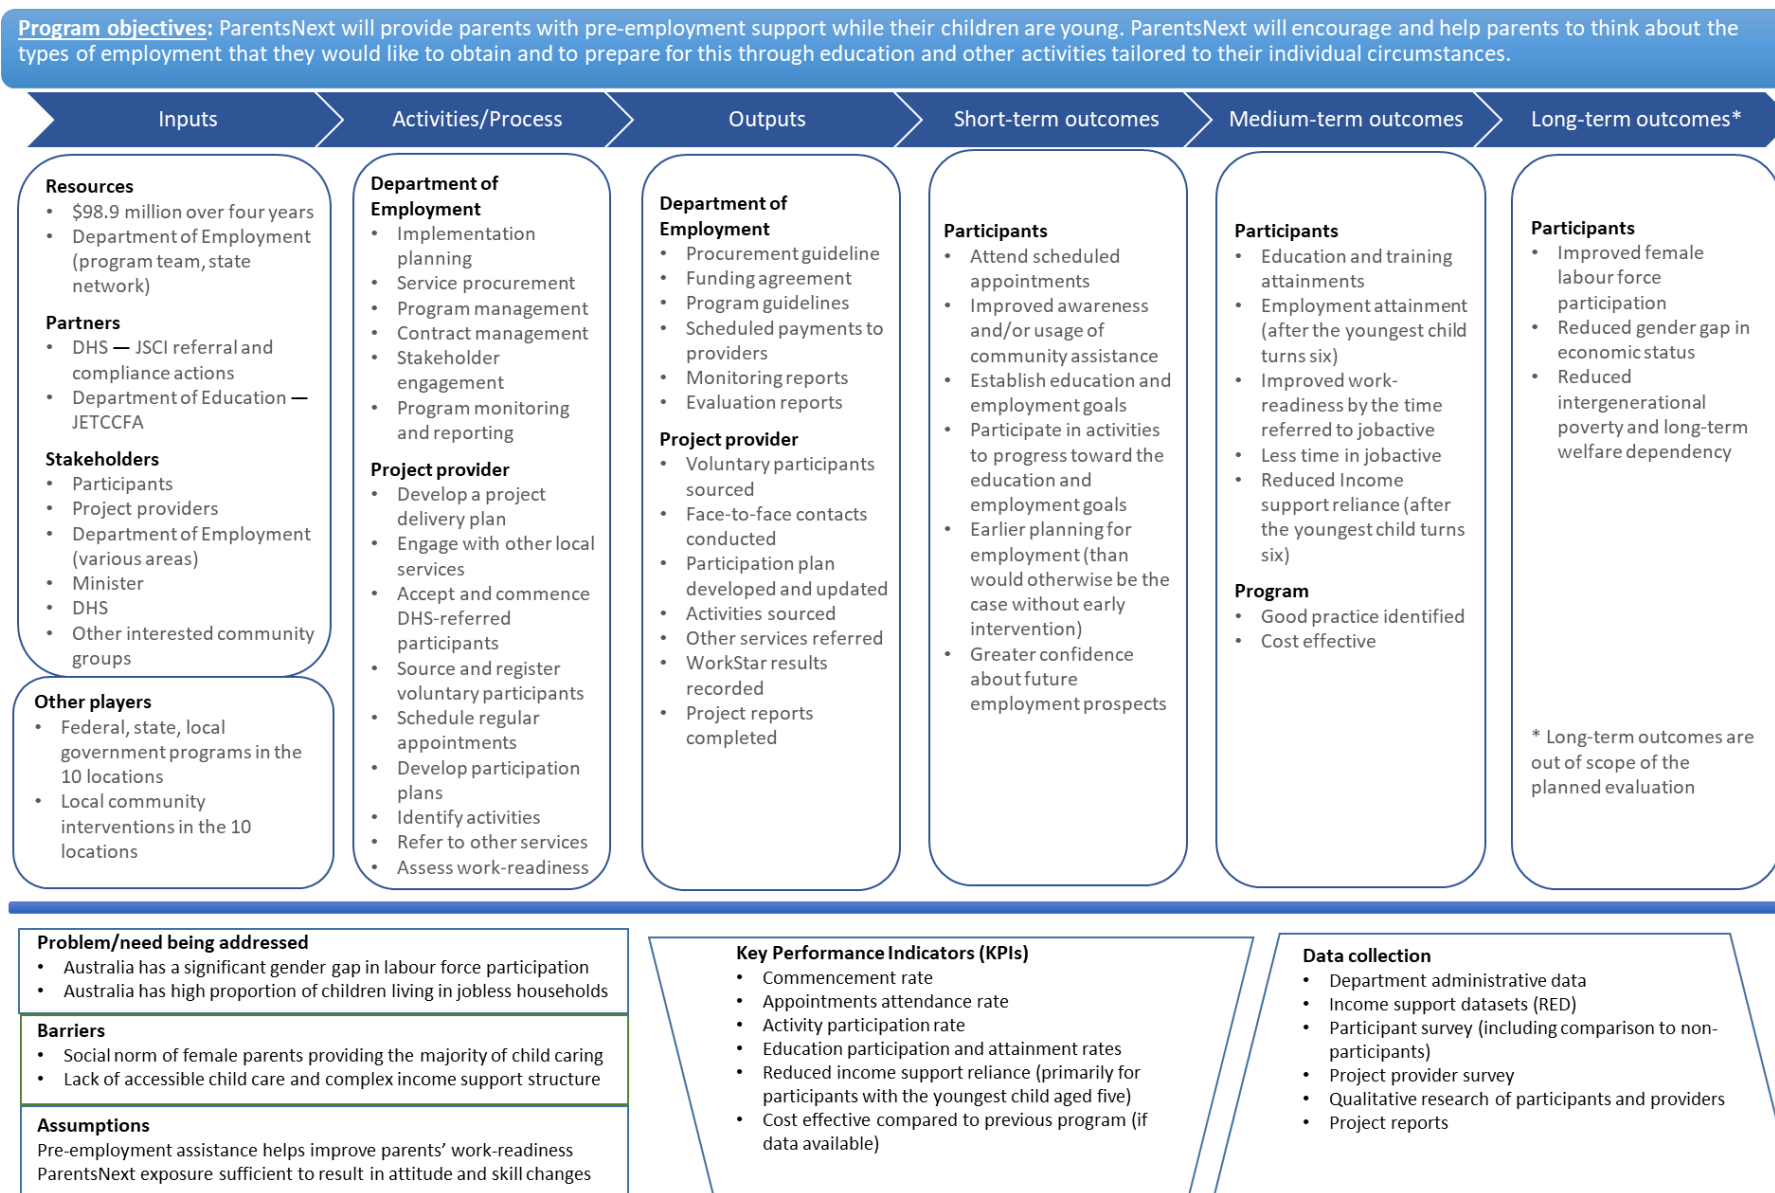 Program objectives: ParentsNext will provide parents with pre-employment support while their children are young. ParentsNext will encourage and help parents to think about the
types of employment that they would like to obtain and to prepare for this through education and other activities tailored to their individual circumstances.
Inputs
Activities/Process
Outputs
Short-term outcomes
Medium-term outcomes
Long-term outcomes*
Resources
• $98.9 million over four years
• Department of Employment
(program team, state
network)
Partners
• DHS — JSCI referral and
compliance actions
• Department of Education —
JETCCFA
Stakeholders
• Participants
• Project providers
• Department of Employment
(various areas)
• Minister
• DHS
• Other interested community
groups
Other players
• Federal, state, local
government programs in the
10 locations
• Local community
interventions in the 10
locations
Department of
Employment
• Implementation
planning
• Service procurement
• Program management
• Contract management
• Stakeholder
engagement
• Program monitoring
and reporting
Project provider
• Develop a project
delivery plan
• Engage with other local
services
• Accept and commence
DHS-referred
participants
• Source and register
voluntary participants
• Schedule regular
appointments
• Develop participation
plans
• Identify activities
• Refer to other services
• Assess work-readiness
Department of
Employment
• Procurement guideline
• Funding agreement
• Program guidelines
• Scheduled payments to
providers
• Monitoring reports
• Evaluation reports
Project provider
• Voluntary participants
sourced
• Face-to-face contacts
conducted
• Participation plan
developed and updated
• Activities sourced
• Other services referred
• WorkStar results
recorded
• Project reports
completed
Participants
• Attend scheduled
appointments
• Improved awareness
and/or usage of
community assistance
• Establish education and
employment goals
• Participate in activities
to progress toward the
education and
employment goals
• Earlier planning for
employment (than
would otherwise be the
case without early
intervention)
• Greater confidence
about future
employment prospects
Participants
• Education and training
attainments
• Employment attainment
(after the youngest child
turns six)
• Improved work-
readiness by the time
referred to jobactive
• Less time in jobactive
• Reduced Income
support reliance (after
the youngest child turns
six)
Program
• Good practice identified
• Cost effective
Participants
• Improved female
labour force
participation
• Reduced gender gap in
economic status
• Reduced
intergenerational
poverty and long-term
welfare dependency
* Long-term outcomes are
out of scope of the
planned evaluation
Problem/need being addressed
• Australia has a significant gender gap in labour force participation
• Australia has high proportion of children living in jobless households
Barriers
• Social norm of female parents providing the majority of child caring
• Lack of accessible child care and complex income support structure
Assumptions
Pre-employment assistance helps improve parents’ work-readiness
ParentsNext exposure sufficient to result in attitude and skill changes
Key Performance Indicators (KPIs)
• Commencement rate
• Appointments attendance rate
• Activity participation rate
• Education participation and attainment rates
• Reduced income support reliance (primarily for
participants with the youngest child aged five)
• Cost effective compared to previous program (if
data available)
Data collection
• Department administrative data
• Income support datasets (RED)
• Participant survey (including comparison to non-
participants)
• Project provider survey
• Qualitative research of participants and providers
• Project reports